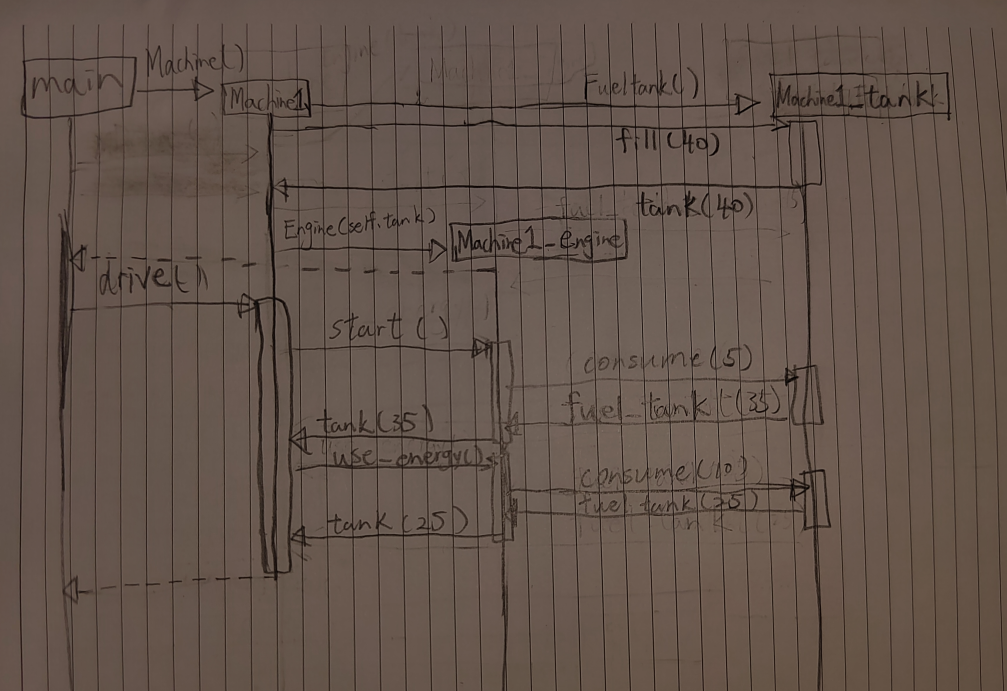 main
Machine()
Machine1
Fueltank()
Machine1_tank
fill(40)
tank(40)
Engine(self.tank)
Machine1_engine
drive()
start()
consume(5)
fuel_tank(35)
tank(35)
use_energy()
consume(10)
fuel tank(25)
tank(25)